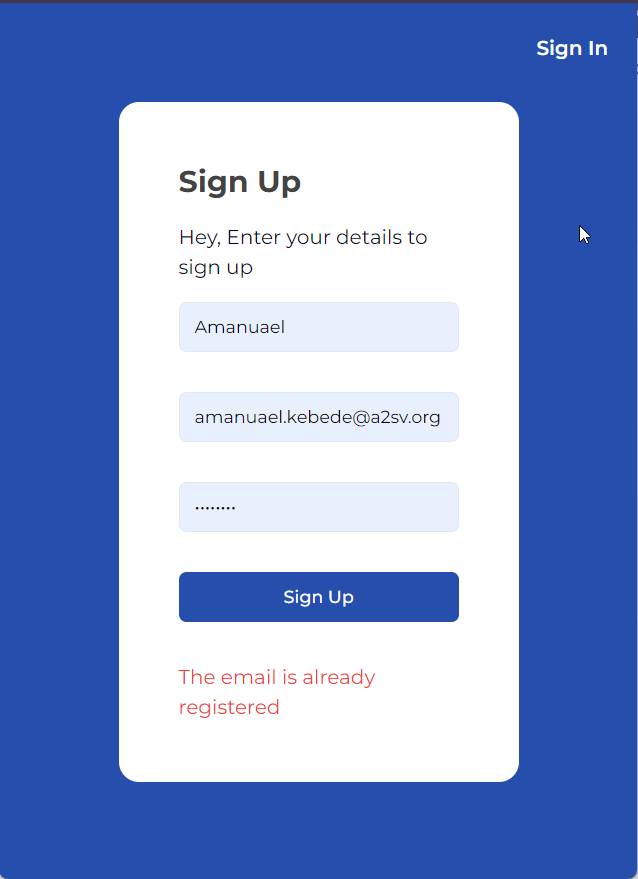 Sign In
Sign Up
Hey, Enter your details to
sign up
Amanuael
amanuael.kebede@a2sv.org
••••••••
Sign Up
The email is already
registered